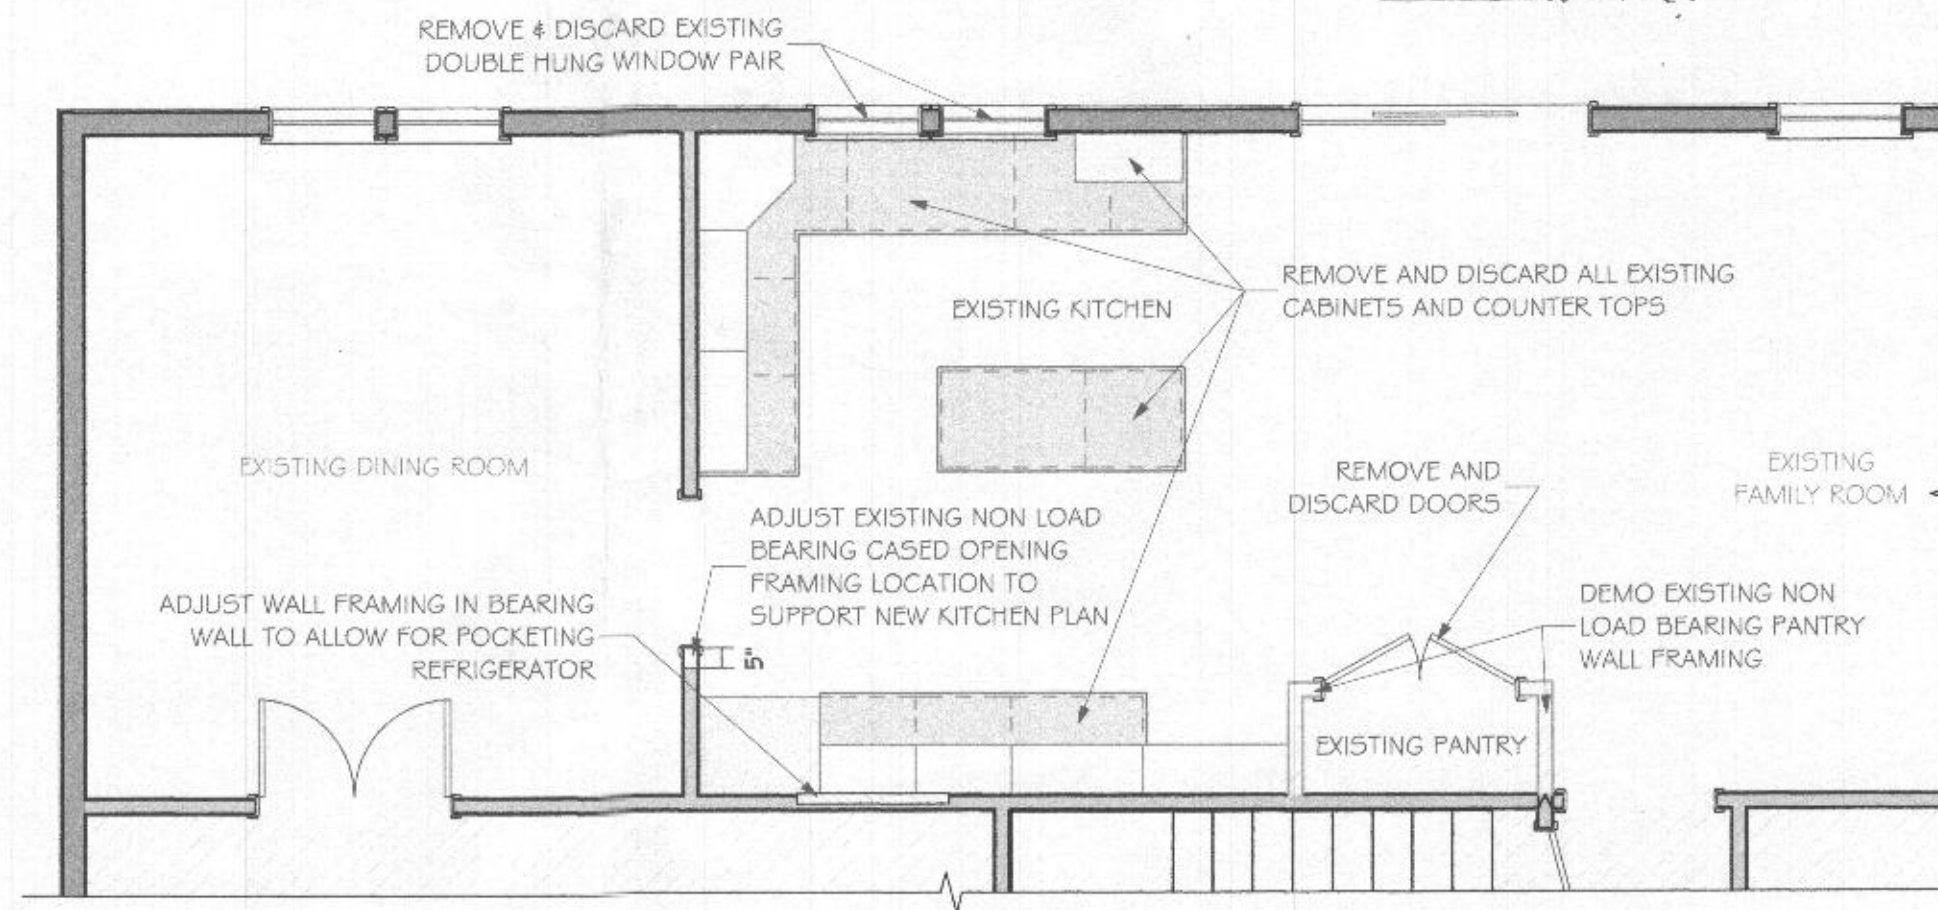 REMOVE & DISCARD EXISTING
DOUBLE HUNG WINDOW PAIR
REMOVE AND DISCARD ALL EXISTING
CABINETS AND COUNTER TOPS
EXISTING KITCHEN
EXISTING DINING ROOM
REMOVE AND
DISCARD DOORS
EXISTING
FAMILY ROOM
ADJUST EXISTING NON LOAD
BEARING CASED OPENING
FRAMING LOCATION TO
SUPPORT NEW KITCHEN PLAN
ADJUST WALL FRAMING IN BEARING
WALL TO ALLOW FOR POCKETING
REFRIGERATOR
5"
DEMO EXISTING NON
LOAD BEARING PANTRY
WALL FRAMING
EXISTING PANTRY